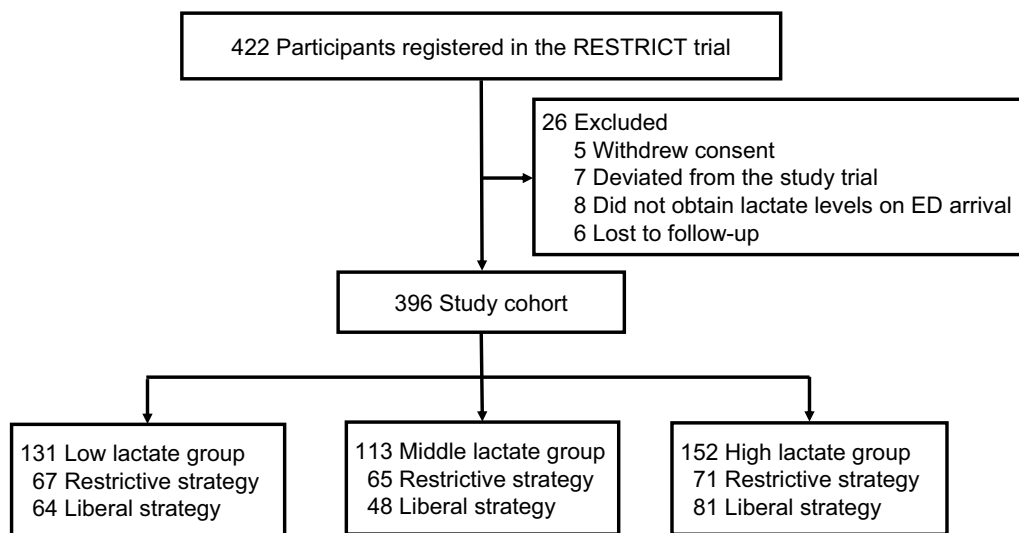 422 Participants registered in the RESTRICT trial
26 Excluded
5 Withdrew consent
7 Deviated from the study trial
8 Did not obtain lactate levels on ED arrival
6 Lost to follow-up
396 Study cohort
131 Low lactate group
67 Restrictive strategy
64 Liberal strategy
113 Middle lactate group
65 Restrictive strategy
48 Liberal strategy
152 High lactate group
71 Restrictive strategy
81 Liberal strategy